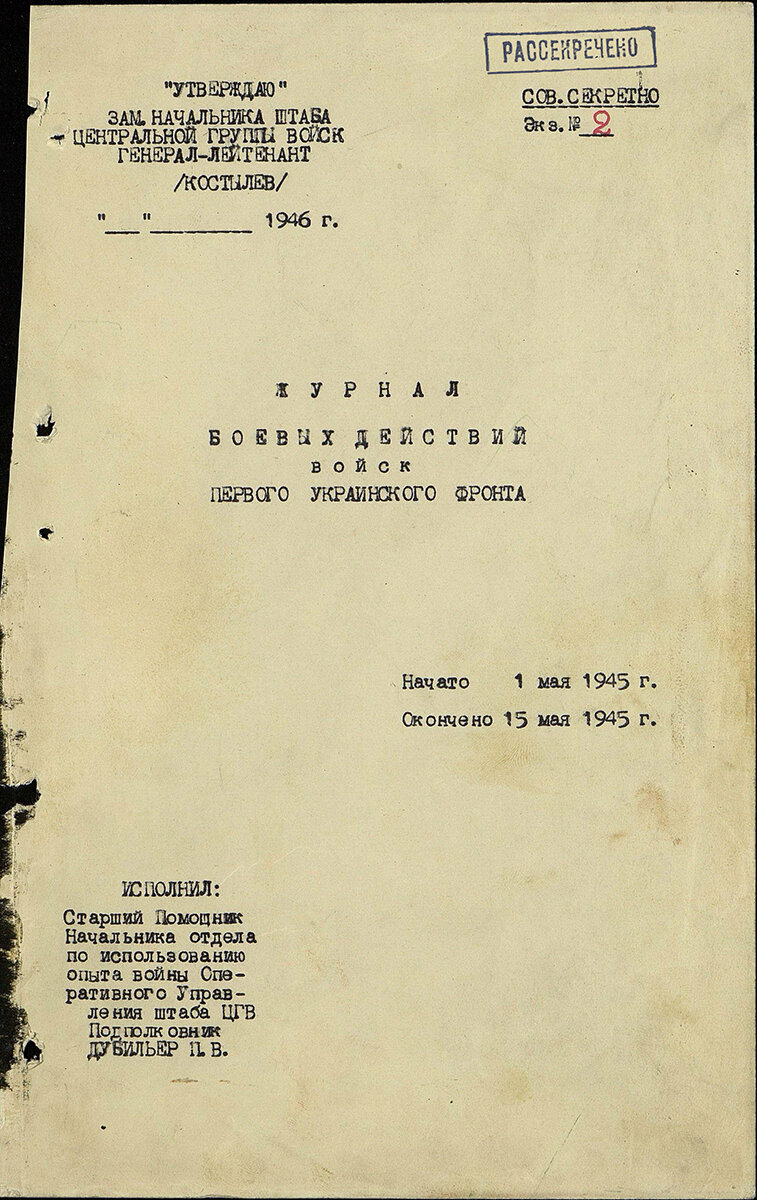 РАССЕКРЕЧЕНО
"УТВЕРЖДАЮ"
ЗАМ. НАЧАЛЬНИКА ШТАБА
ЦЕНТРАЛЬНОЙ ГРУППЫ ВОЙСК
ГЕНЕРАЛ-ЛЕЙТЕНАНТ
/КОСТЫЛЕВ/
"__"________ 1946 г.
СОВ. СЕКРЕТНО
Экз.№ 2
ЖУРНАЛ
БОЕВЫХ ДЕЙСТВИЙ
ВОЙСК
ПЕРВОГО УКРАИНСКОГО ФРОНТА
Начато 1 мая 1945 г.
Окончено 15 мая 1945 г.
ИСПОЛНИЛ:
Старший Помощник
Начальника отдела
по использованию
опыта войны Опе-
ративного Управ-
ления штаба ЦГВ
Подполковник
ДУБИЛЬЕР П.В.